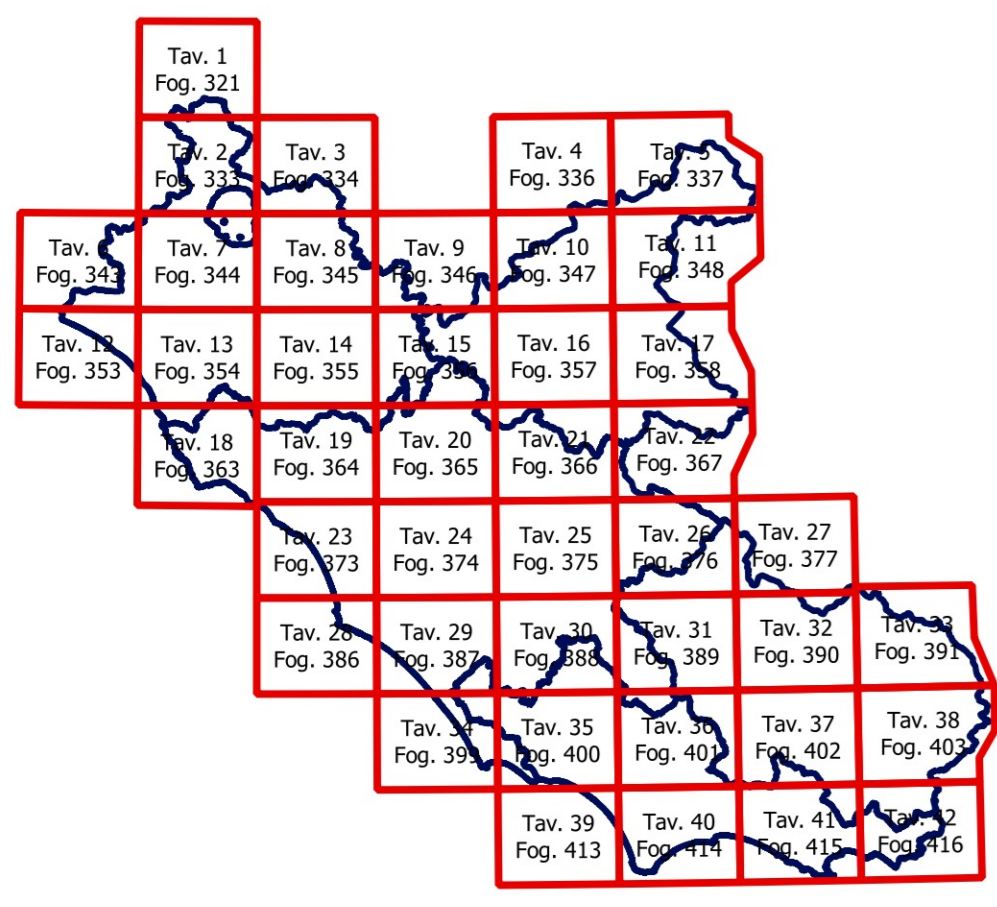 Tav. 1
Fog. 321
Tav. 2
Fog. 333
Tav. 3
Fog. 334
Tav. 4
Fog. 336
Tav. 5
Fog. 337
Tav. 6
Fog. 343
Tav. 7
Fog. 344
Tav. 8
Fog. 345
Tav. 9
Fog. 346
Tav. 10
Fog. 347
Tav. 11
Fog. 348
Tav. 12
Fog. 353
Tav. 13
Fog. 354
Tav. 14
Fog. 355
Tav. 15
Fog. 356
Tav. 16
Fog. 357
Tav. 17
Fog. 358
Tav. 18
Fog. 363
Tav. 19
Fog. 364
Tav. 20
Fog. 365
Tav. 21
Fog. 366
Tav. 22
Fog. 367
Tav. 23
Fog. 373
Tav. 24
Fog. 374
Tav. 25
Fog. 375
Tav. 26
Fog. 376
Tav. 27
Fog. 377
Tav. 28
Fog. 386
Tav. 29
Fog. 387
Tav. 30
Fog. 388
Tav. 31
Fog. 389
Tav. 32
Fog. 390
Tav. 33
Fog. 391
Tav. 34
Fog. 399
Tav. 35
Fog. 400
Tav. 36
Fog. 401
Tav. 37
Fog. 402
Tav. 38
Fog. 403
Tav. 39
Fog. 413
Tav. 40
Fog. 414
Tav. 41
Fog. 415
Tav. 42
Fog. 416